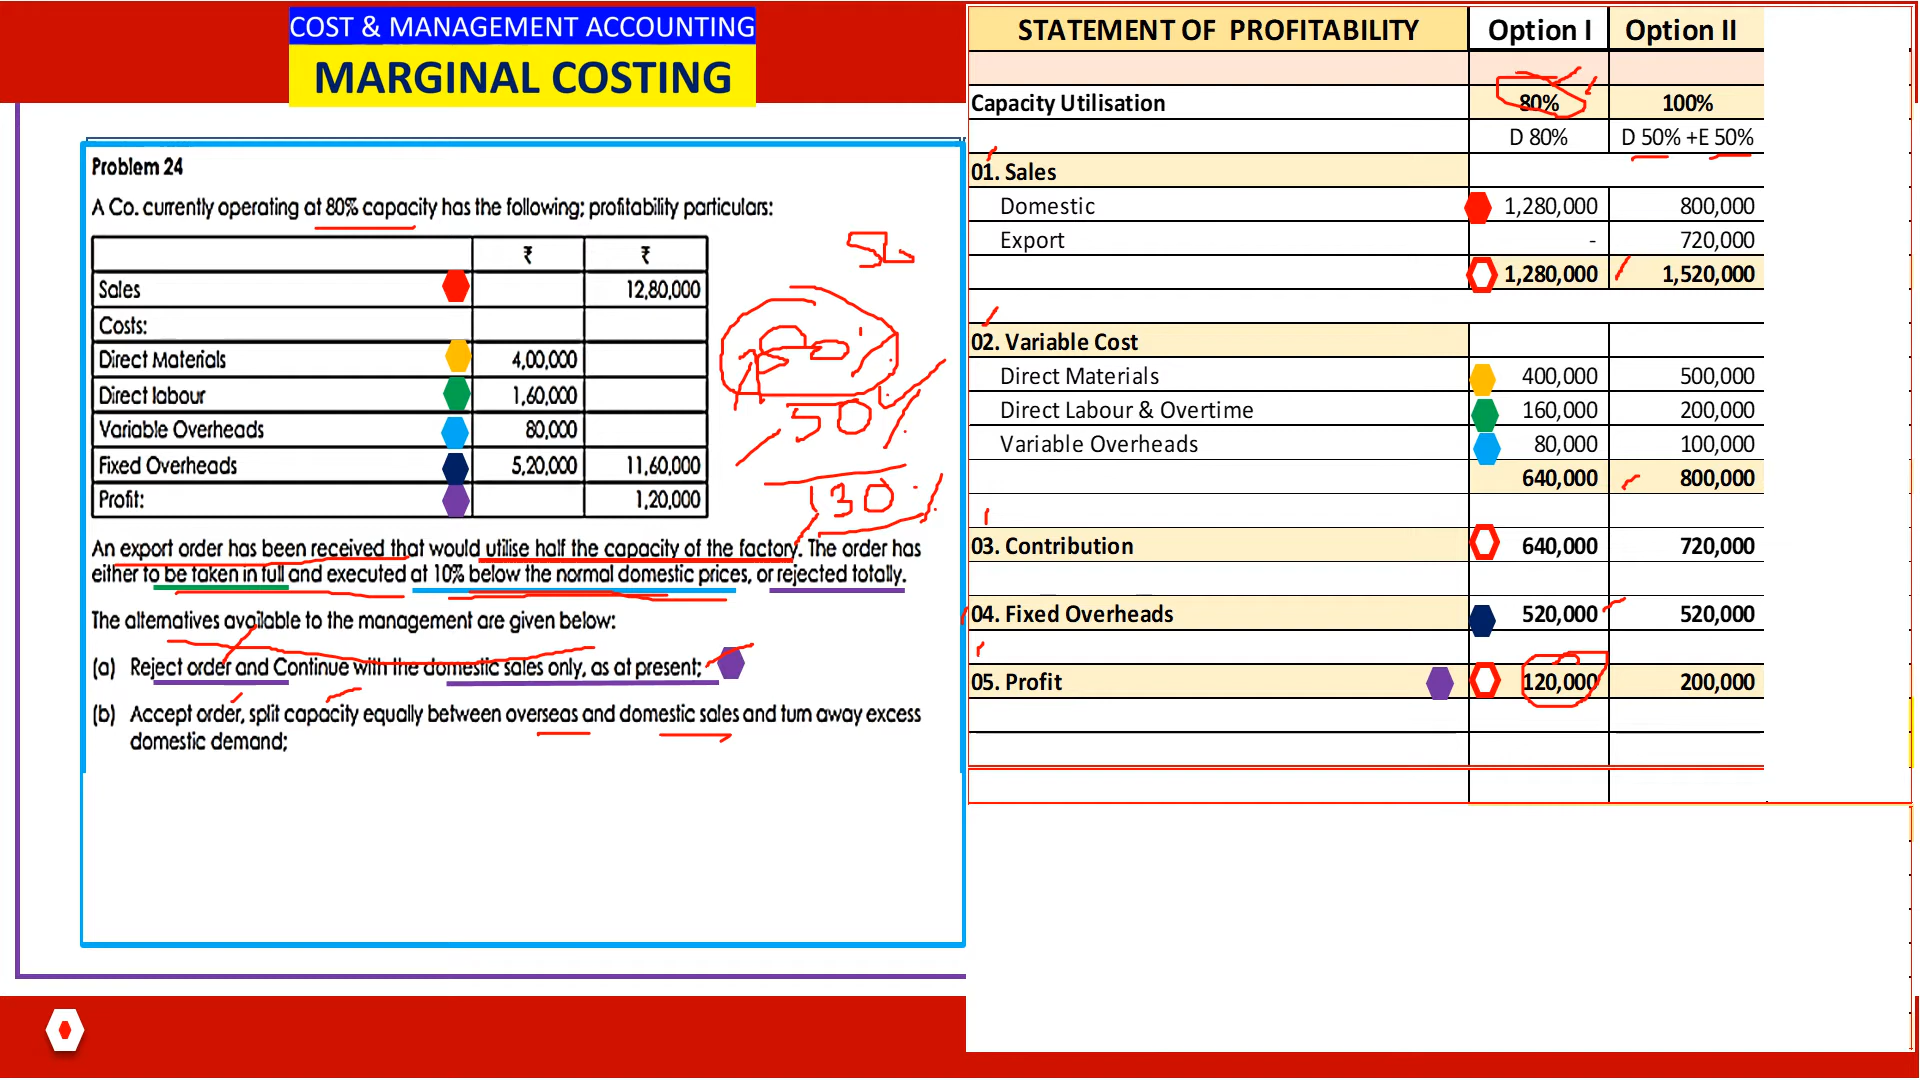 COST & MANAGEMENT ACCOUNTING
MARGINAL COSTING
Problem 24
A Co. currently operating at 80% capacity has the following; profitability particulars:
₹ ₹
Sales 12,80,000
Costs:
Direct Materials 4,00,000
Direct labour 1,60,000
Variable Overheads 80,000
Fixed Overheads 5,20,000 11,60,000
Profit: 1,20,000
50%
130%
An export order has been received that would utilise half the capacity of the factory. The order has
either to be taken in full and executed at 10% below the normal domestic prices, or rejected totally.
The alternatives available to the management are given below:
(a) Reject order and Continue with the domestic sales only, as at present;
(b) Accept order, split capacity equally between overseas and domestic sales and turn away excess
domestic demand;
STATEMENT OF PROFITABILITY Option I Option II
Capacity Utilisation 80% 100%
D 80% D 50% +E 50%
01. Sales
Domestic 1,280,000 800,000
Export - 720,000
1,280,000 1,520,000
02. Variable Cost
Direct Materials 400,000 500,000
Direct Labour & Overtime 160,000 200,000
Variable Overheads 80,000 100,000
640,000 800,000
03. Contribution 640,000 720,000
04. Fixed Overheads 520,000 520,000
05. Profit 120,000 200,000